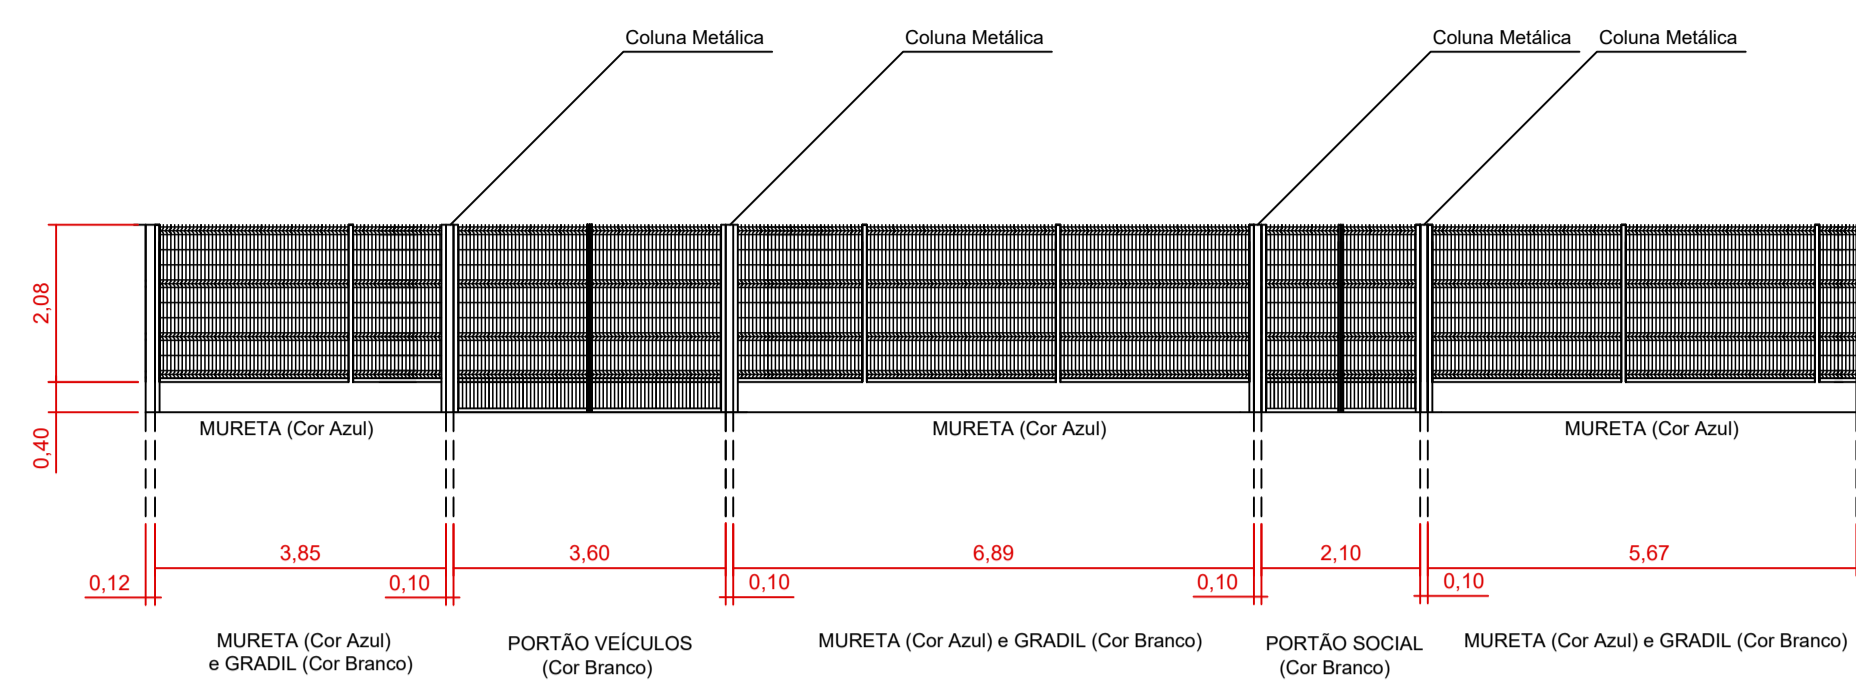 Coluna Metálica
Coluna Metálica
Coluna Metálica
Coluna Metálica
2,08
0,40
MURETA (Cor Azul)
MURETA (Cor Azul)
MURETA (Cor Azul)
3,85
3,60
6,89
2,10
5,67
0,12
0,10
0,10
0,10
0,10
MURETA (Cor Azul)
e GRADIL (Cor Branco)
PORTÃO VEÍCULOS
(Cor Branco)
MURETA (Cor Azul) e GRADIL (Cor Branco)
PORTÃO SOCIAL
(Cor Branco)
MURETA (Cor Azul) e GRADIL (Cor Branco)